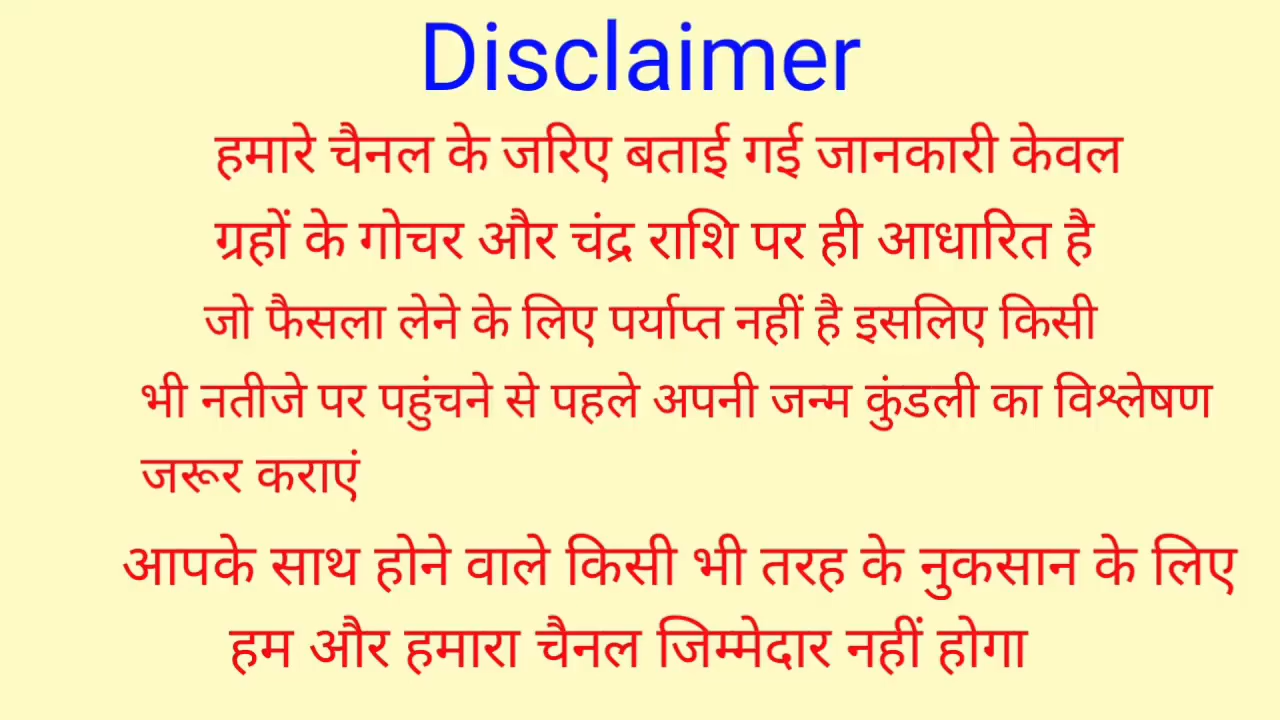 Disclaimer
हमारे चैनल के जरिए बताई गई जानकारी केवल
ग्रहों के गोचर और चंद्र राशि पर ही आधारित है
जो फैसला लेने के लिए पर्याप्त नहीं है इसलिए किसी
भी नतीजे पर पहुंचने से पहले अपनी जन्म कुंडली का विश्लेषण
जरूर कराएं
आपके साथ होने वाले किसी भी तरह के नुकसान के लिए
हम और हमारा चैनल जिम्मेदार नहीं होगा